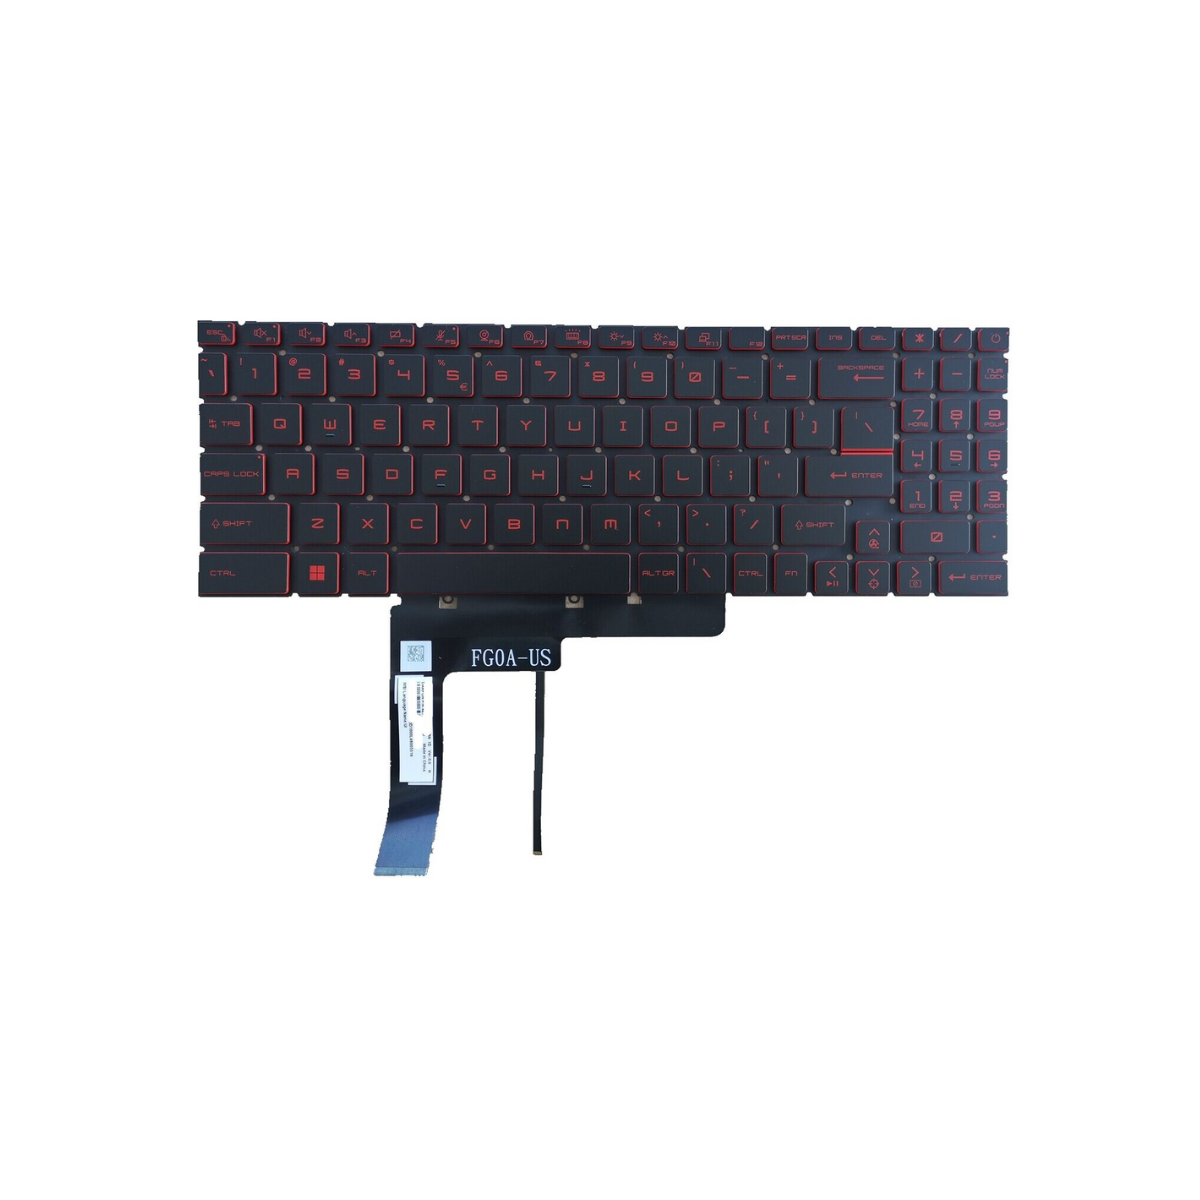 ESC F1 F2 F3 F4 F5 F6 F7 F8 F9 F10 F11 F12 PRTSCR INS DEL * /
~ \ ! 1 @ 2 # 3 $ 4 % 5 € ^ 6 & 7 * 8 ( 9 ) 0 - + = BACKSPACE + - NUM LOCK
TAB Q W E R T Y U I O P { [ } ] | \ 7 HOME 8 9 PGUP
CAPS LOCK A S D F G H J K L : ; " ' ENTER 4 5 6
SHIFT Z X C V B N M < , > . ? / SHIFT 1 END 2 3 PGDN
0 .
CTRL ALT ALT GR | \ CTRL FN ENTER
FG0A-US
Made in China